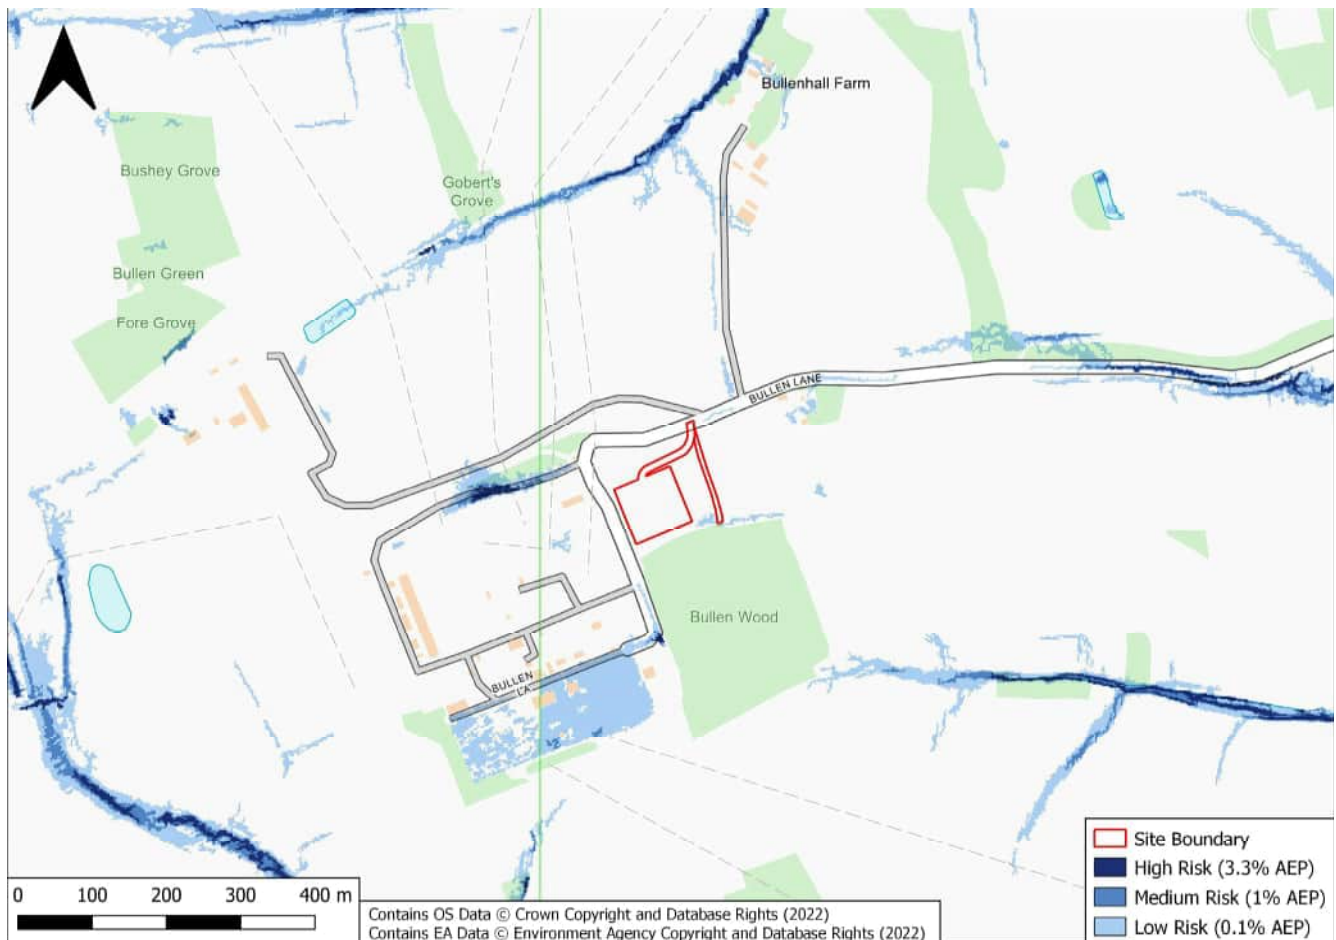 Bullenhall Farm
Bushey Grove
Gobert's
Grove
Bullen Green
Fore Grove
BULLEN LANE
Bullen Wood
BULLEN
LA
Site Boundary
High Risk (3.3% AEP)
Medium Risk (1% AEP)
Low Risk (0.1% AEP)
0 100 200 300 400 m
Contains OS Data © Crown Copyright and Database Rights (2022)
Contains EA Data © Environment Agency Copyright and Database Rights (2022)